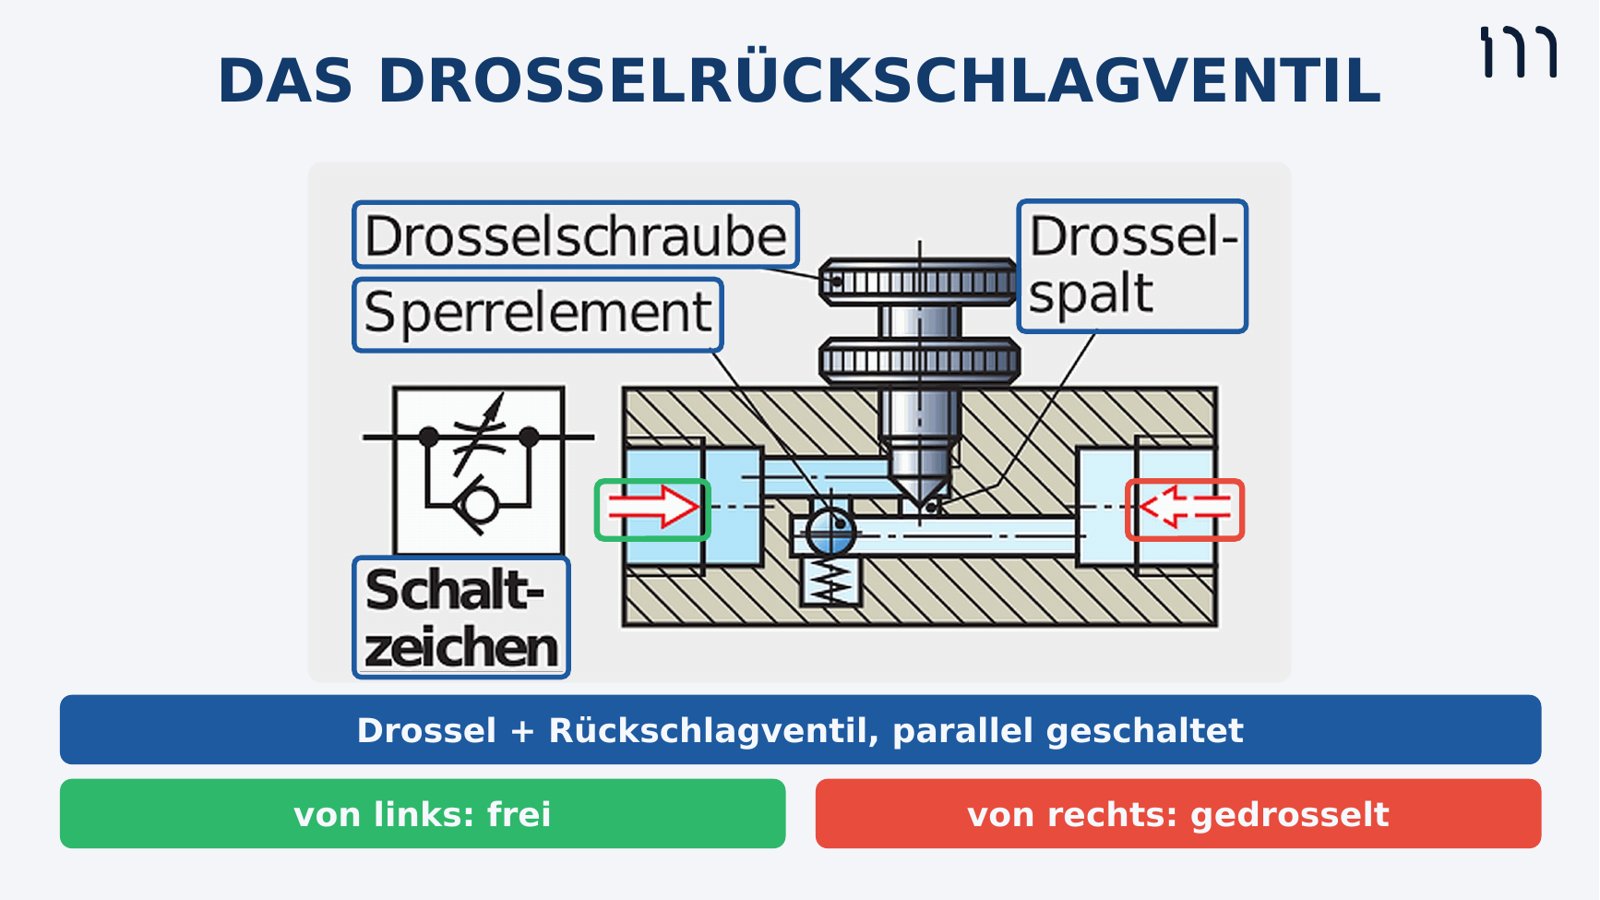 DAS DROSSELRÜCKSCHLAGVENTIL
Drosselschraube
Sperrelement
Drossel-
spalt
Schalt-
zeichen
Drossel + Rückschlagventil, parallel geschaltet
von links: frei
von rechts: gedrosselt